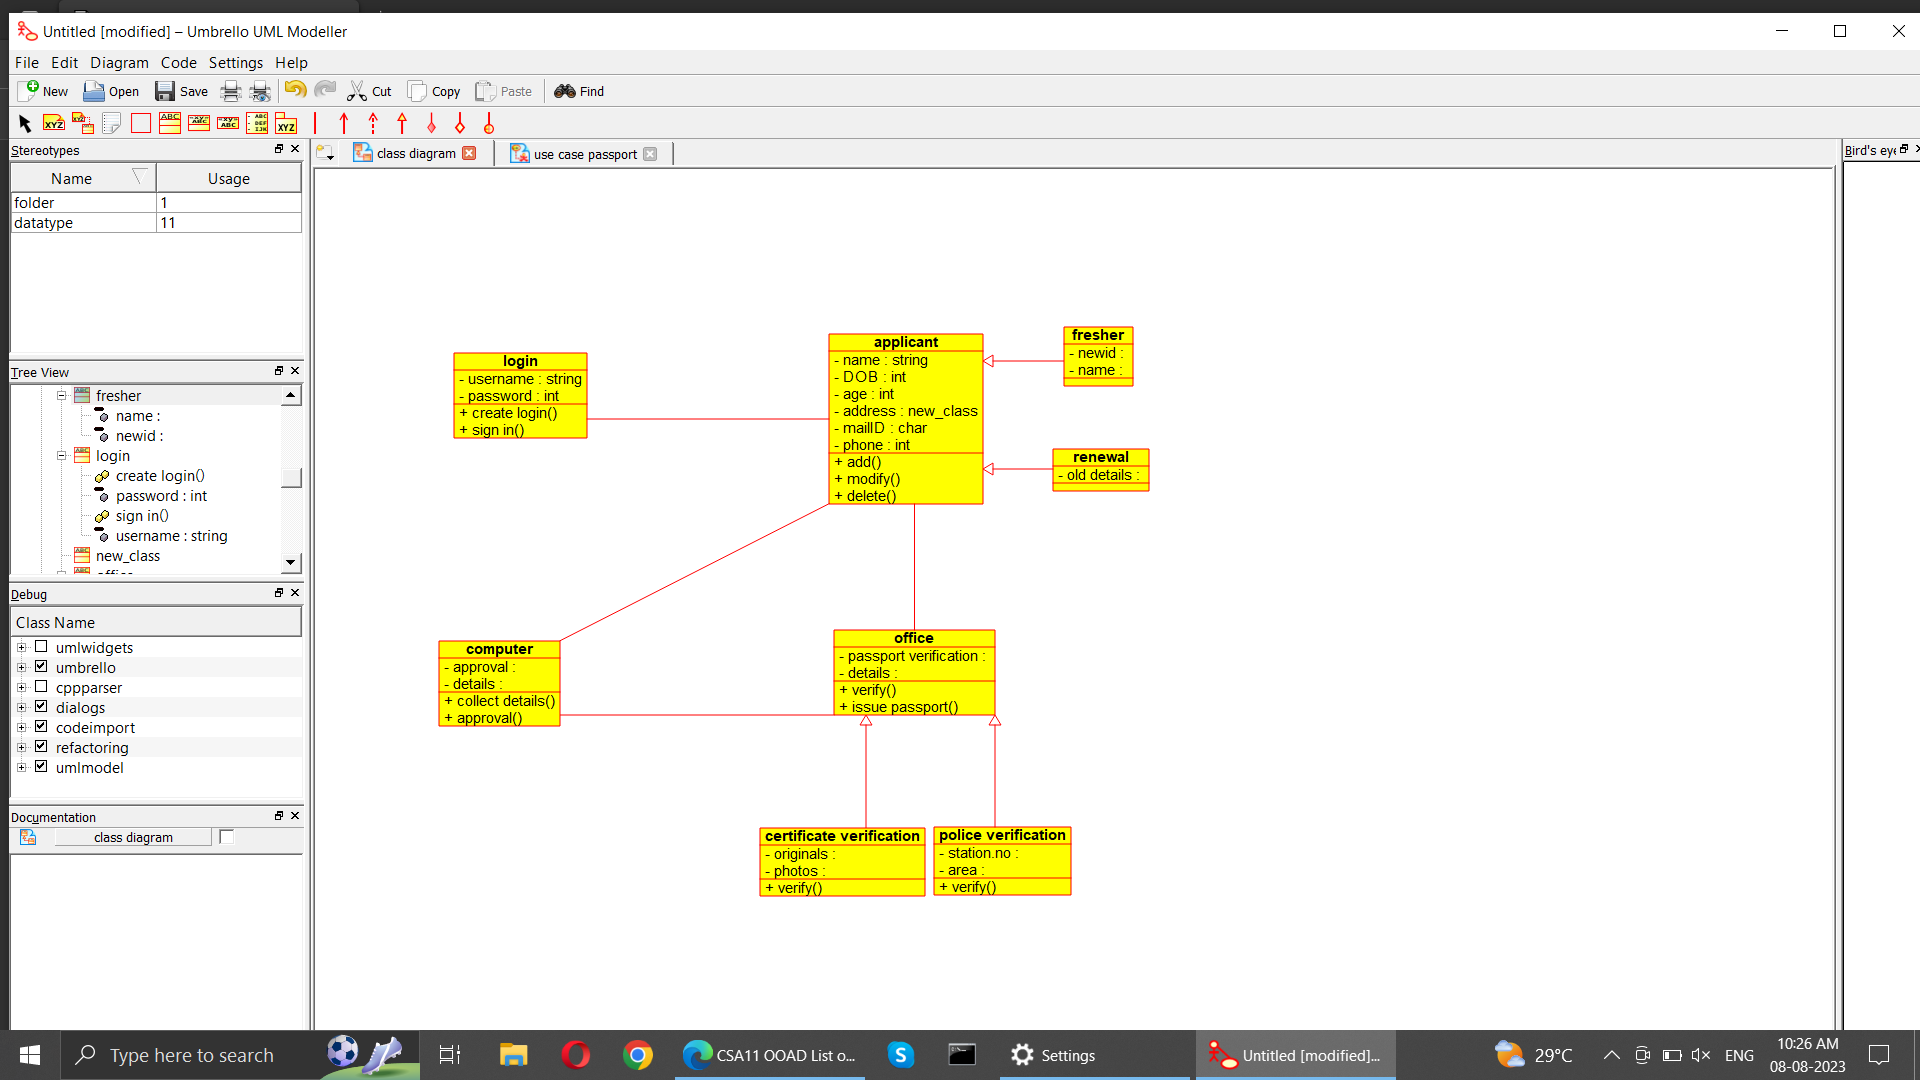 Untitled [modified] – Umbrello UML Modeller
File Edit Diagram Code Settings Help
New Open Save Cut Copy Paste Find
Stereotypes
Name Usage
folder 1
datatype 11
Tree View
fresher
name :
newid :
login
create login()
password : int
sign in()
username : string
new_class
Debug
Class Name
umlwidgets
umbrello
cppparser
dialogs
codeimport
refactoring
umlmodel
Documentation
class diagram
class diagram use case passport
Bird's eye
login
- username : string
- password : int
+ create login()
+ sign in()
applicant
- name : string
- DOB : int
- age : int
- address : new_class
- mailID : char
- phone : int
+ add()
+ modify()
+ delete()
fresher
- newid :
- name :
renewal
- old details :
computer
- approval :
- details :
+ collect details()
+ approval()
office
- passport verification :
- details :
+ verify()
+ issue passport()
certificate verification
- originals :
- photos :
+ verify()
police verification
- station.no :
- area :
+ verify()
Type here to search
CSA11 OOAD List o...
Settings
Untitled [modified]...
29°C
ENG
10:26 AM
08-08-2023